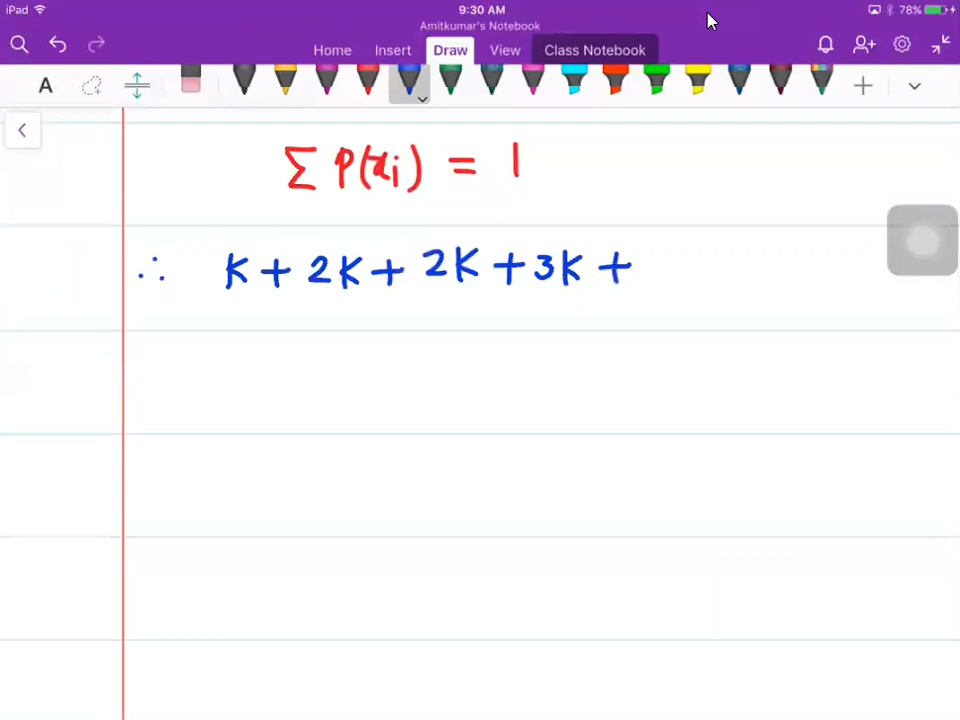 iPad 9:30 AM 78%
Amitkumar's Notebook
Home Insert Draw View Class Notebook
A
Σ P(xi) = 1
∴ K + 2K + 2K + 3K +